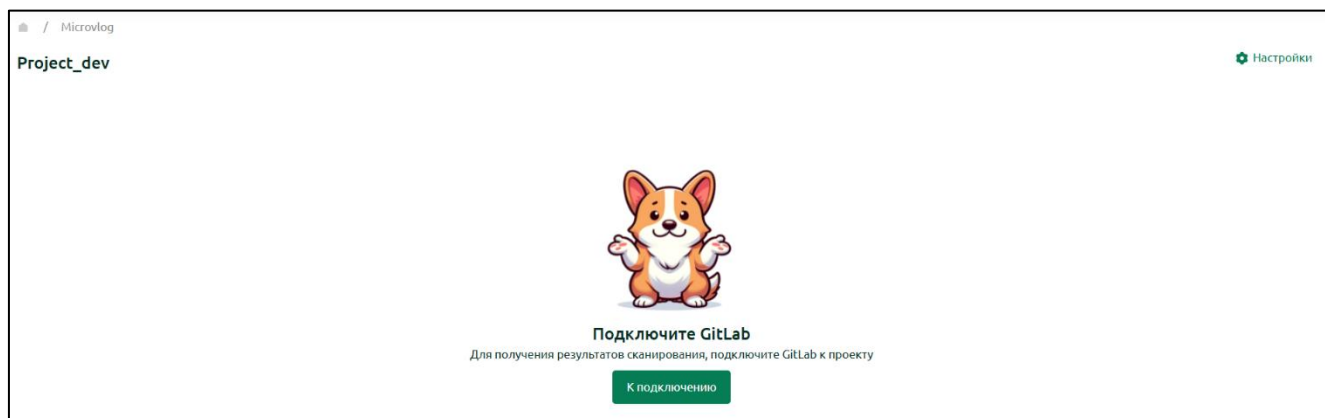 / Microvlog
Project_dev
Настройки
Подключите GitLab
Для получения результатов сканирования, подключите GitLab к проекту
К подключению